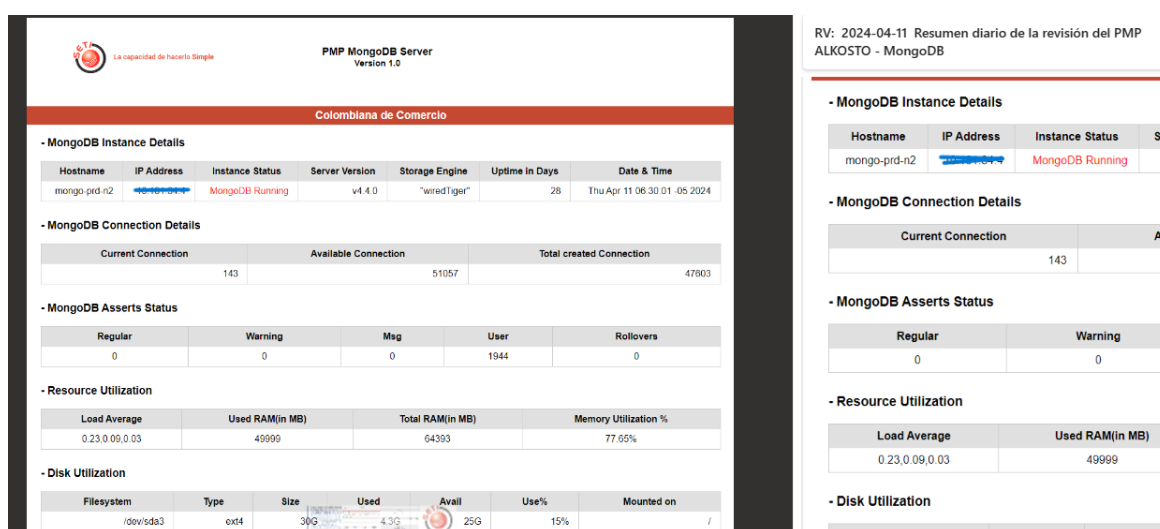 SETI
La capacidad de hacerlo Simple
PMP MongoDB Server
Version 1.0
Colombiana de Comercio
- MongoDB Instance Details
Hostname IP Address Instance Status Server Version Storage Engine Uptime in Days Date & Time
mongo-prd-n2 MongoDB Running v4.4.0 "wiredTiger" 28 Thu Apr 11 06:30:01 -05 2024
- MongoDB Connection Details
Current Connection Available Connection Total created Connection
143 51057 47603
- MongoDB Asserts Status
Regular Warning Msg User Rollovers
0 0 0 1944 0
- Resource Utilization
Load Average Used RAM(in MB) Total RAM(in MB) Memory Utilization %
0.23,0.09,0.03 49999 64393 77.65%
- Disk Utilization
Filesystem Type Size Used Avail Use% Mounted on
/dev/sda3 ext4 30G 4.3G 25G 15% /
RV: 2024-04-11 Resumen diario de la revisión del PMP
ALKOSTO - MongoDB
- MongoDB Instance Details
Hostname IP Address Instance Status S
mongo-prd-n2 MongoDB Running
- MongoDB Connection Details
Current Connection A
143
- MongoDB Asserts Status
Regular Warning
0 0
- Resource Utilization
Load Average Used RAM(in MB)
0.23,0.09,0.03 49999
- Disk Utilization